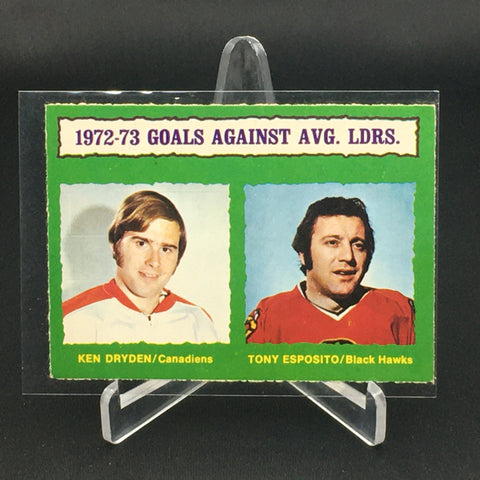 1972-73 GOALS AGAINST AVG. LDRS.
KEN DRYDEN/Canadiens
TONY ESPOSITO/Black Hawks